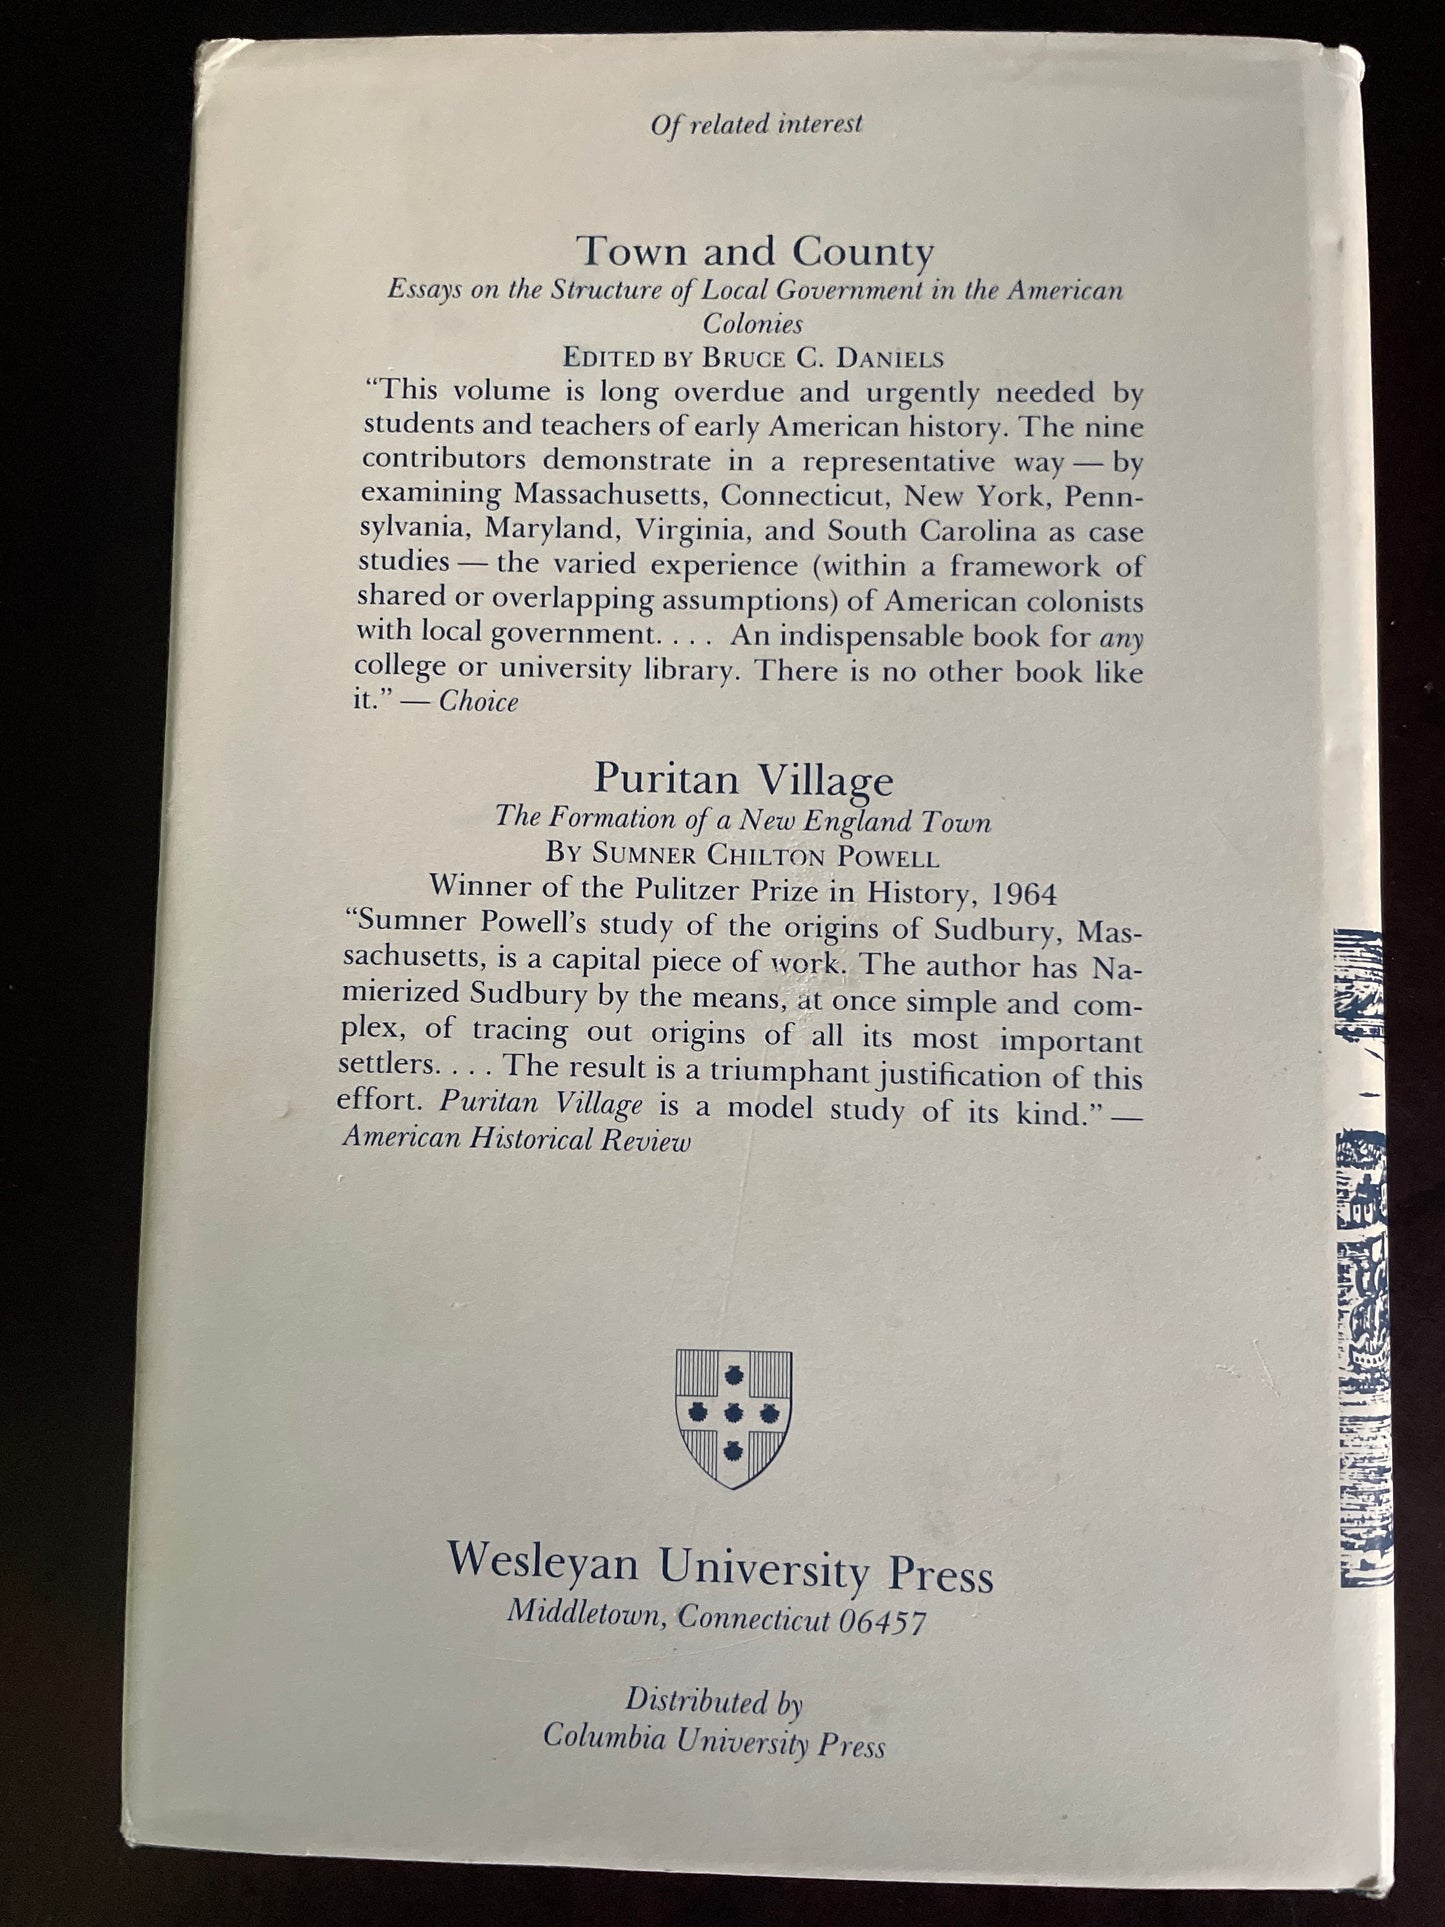 Of related interest
Town and County
Essays on the Structure of Local Government in the American
Colonies
EDITED BY BRUCE C. DANIELS
“This volume is long overdue and urgently needed by
students and teachers of early American history. The nine
contributors demonstrate in a representative way — by
examining Massachusetts, Connecticut, New York, Penn-
sylvania, Maryland, Virginia, and South Carolina as case
studies — the varied experience (within a framework of
shared or overlapping assumptions) of American colonists
with local government. . . . An indispensable book for any
college or university library. There is no other book like
it.” — Choice
Puritan Village
The Formation of a New England Town
BY SUMNER CHILTON POWELL
Winner of the Pulitzer Prize in History, 1964
“Sumner Powell’s study of the origins of Sudbury, Mas-
sachusetts, is a capital piece of work. The author has Na-
mierized Sudbury by the means, at once simple and com-
plex, of tracing out origins of all its most important
settlers. . . . The result is a triumphant justification of this
effort. Puritan Village is a model study of its kind.” —
American Historical Review
Wesleyan University Press
Middletown, Connecticut 06457
Distributed by
Columbia University Press